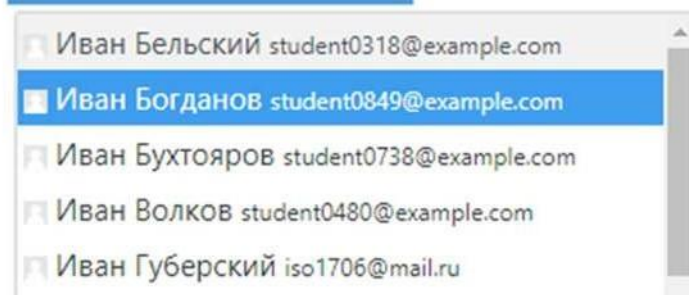 Иван Бельский student0318@example.com
Иван Богданов student0849@example.com
Иван Бухтояров student0738@example.com
Иван Волков student0480@example.com
Иван Губерский iso1706@mail.ru